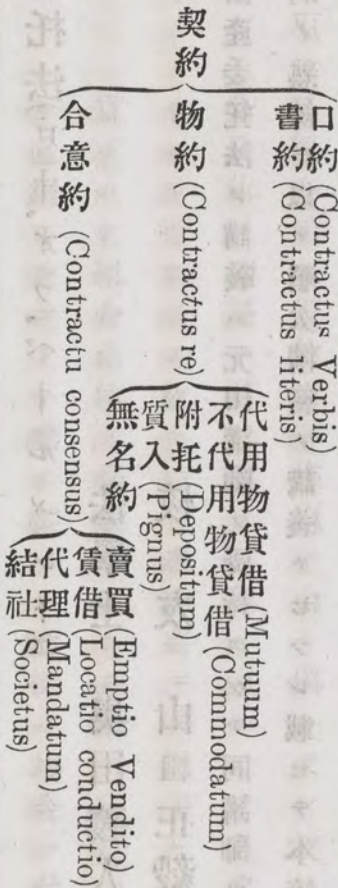 契約
口約 (Contractus Verbis)
書約 (Contractus literis)
物約 (Contractus re)
代用物貸借 (Mutuum)
不代用物貸借 (Commodatum)
附托 (Depositum)
質入 (Pignus)
無名約
合意約 (Contractu consensus)
賣買 (Emptio Vendito)
賃借 (Locatio conductio)
代理 (Mandatum)
結社 (Societus)